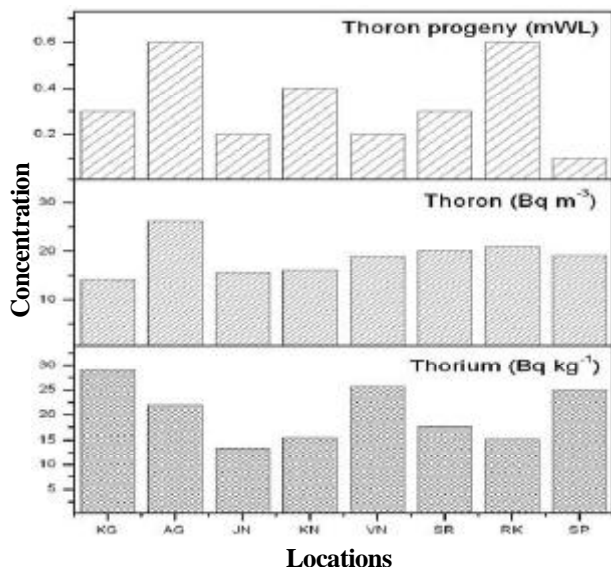 Thoron progeny (mWL)
0.6
0.4
0.2
Thoron (Bq m⁻³)
30
20
10
Concentration
Thorium (Bq kg⁻¹)
30
25
20
15
10
5
KG AG JN KN VN SR RK SP
Locations